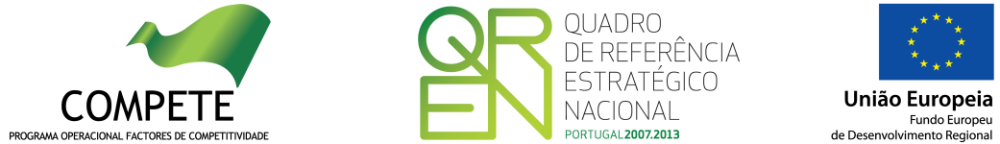 COMPETE
PROGRAMA OPERACIONAL FACTORES DE COMPETITIVIDADE
QR
EN
QUADRO
DE REFERÊNCIA
ESTRATÉGICO
NACIONAL
PORTUGAL2007.2013
União Europeia
Fundo Europeu
de Desenvolvimento Regional